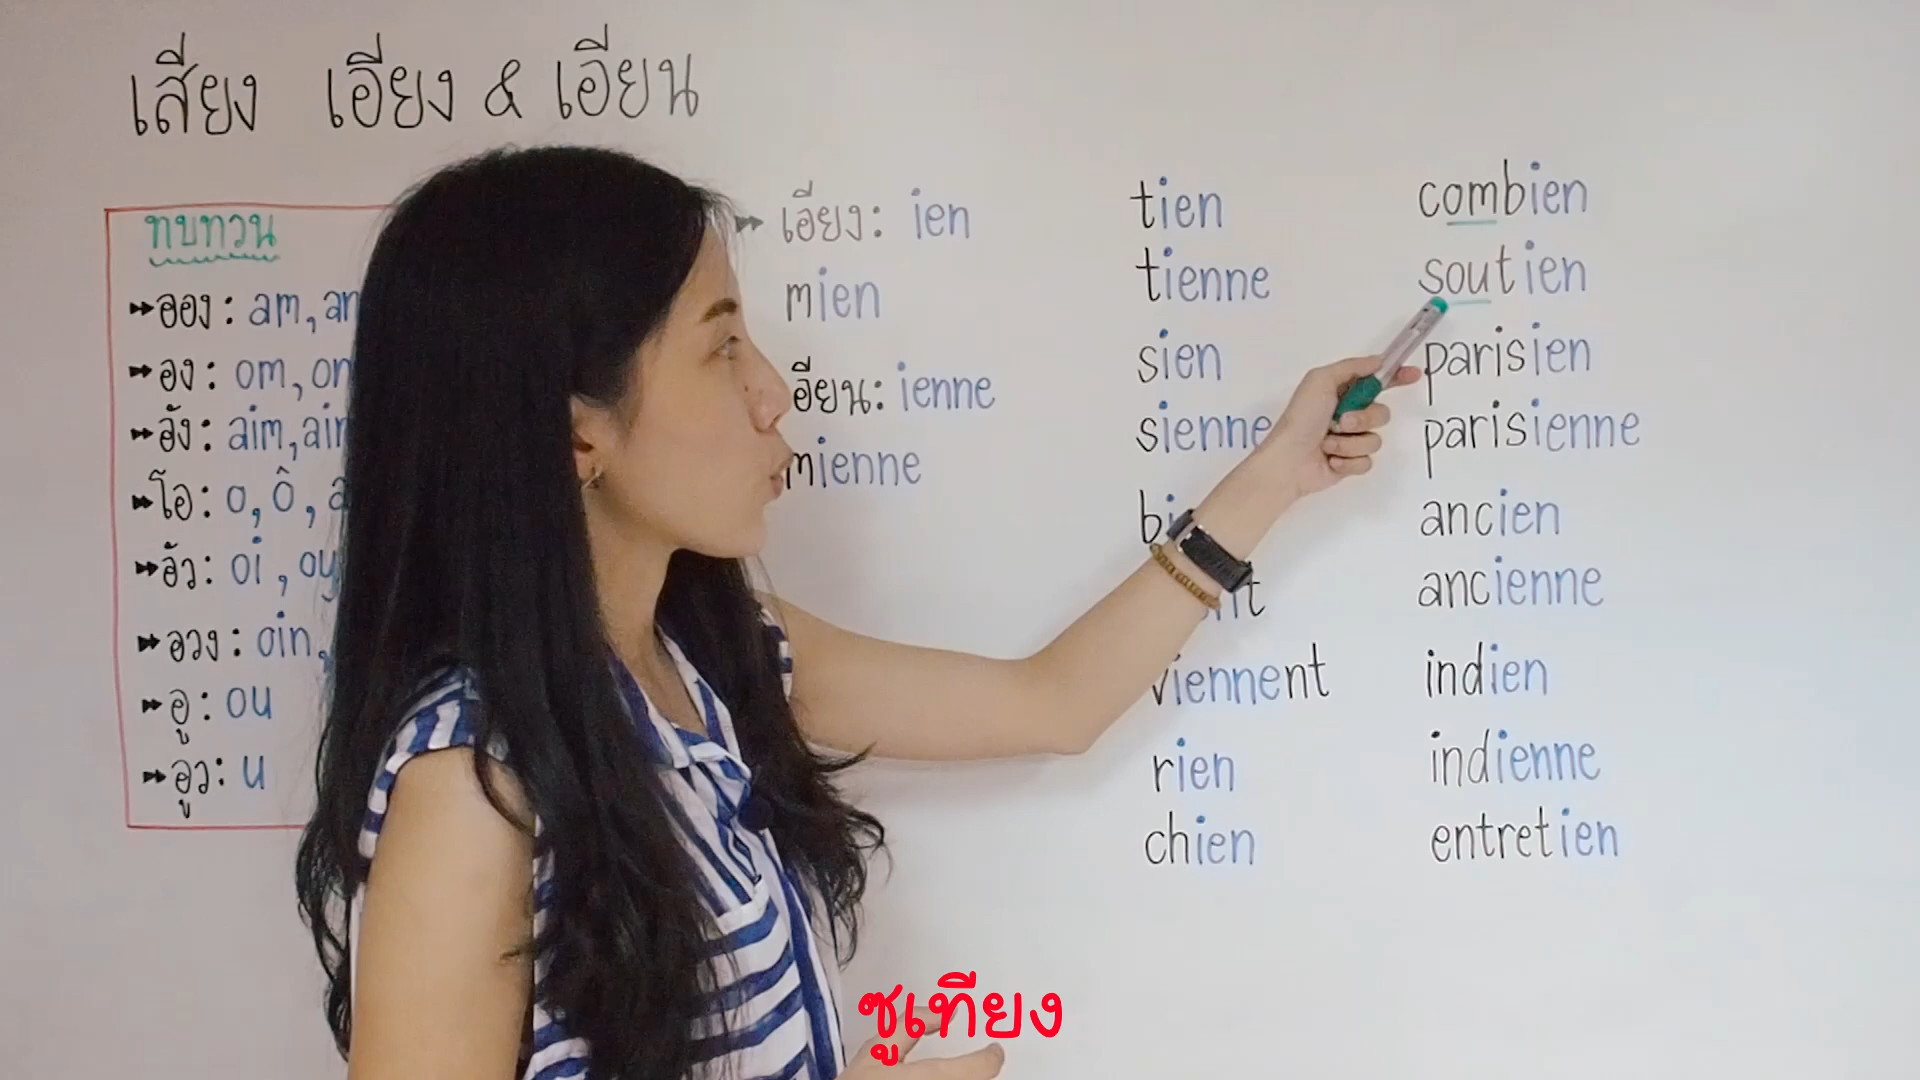 เสียง เอียง & เอียน
ทบทวน
ออง: am, an
อง: om, on
อัง: aim, ain
โอ: o, ô,
อัว: oi, oy
อวง: oin,
อู: ou
อูว: u
เอียง: ien
mien
อียน: ienne
mienne
tien
tienne
sien
sienne
viennent
rien
chien
combien
soutien
parisien
parisienne
ancien
ancienne
indien
indienne
entretien
ซูเทียง